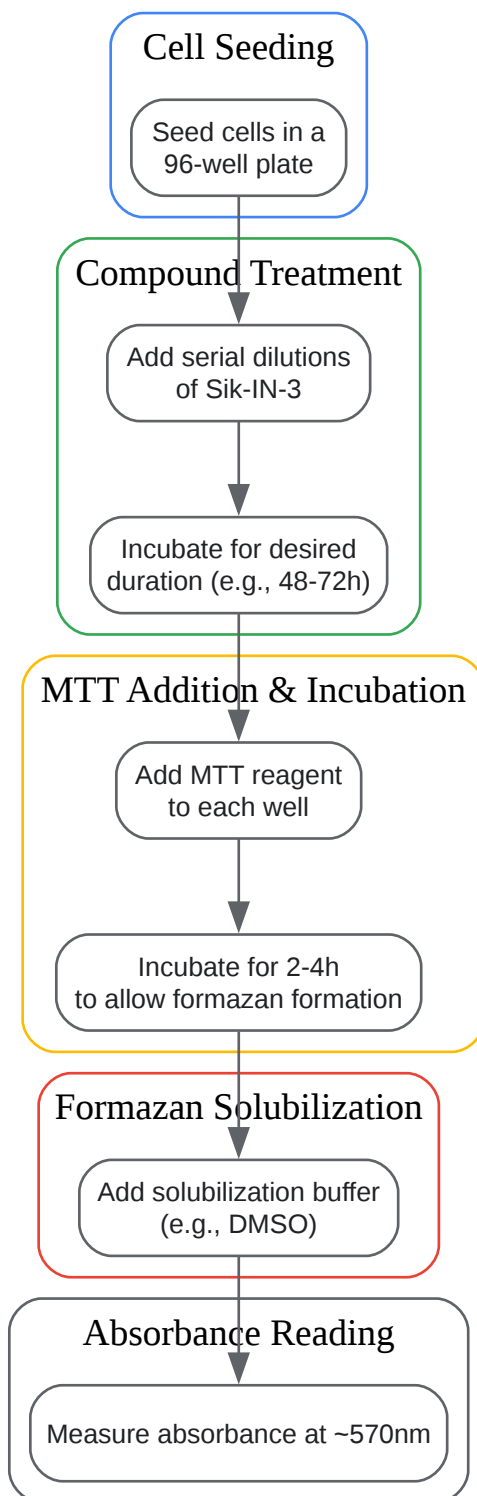 Cell Seeding
Seed cells in a
96-well plate
Compound Treatment
Add serial dilutions
of Sik-IN-3
Incubate for desired
duration (e.g., 48-72h)
MTT Addition & Incubation
Add MTT reagent
to each well
Incubate for 2-4h
to allow formazan formation
Formazan Solubilization
Add solubilization buffer
(e.g., DMSO)
Absorbance Reading
Measure absorbance at ~570nm